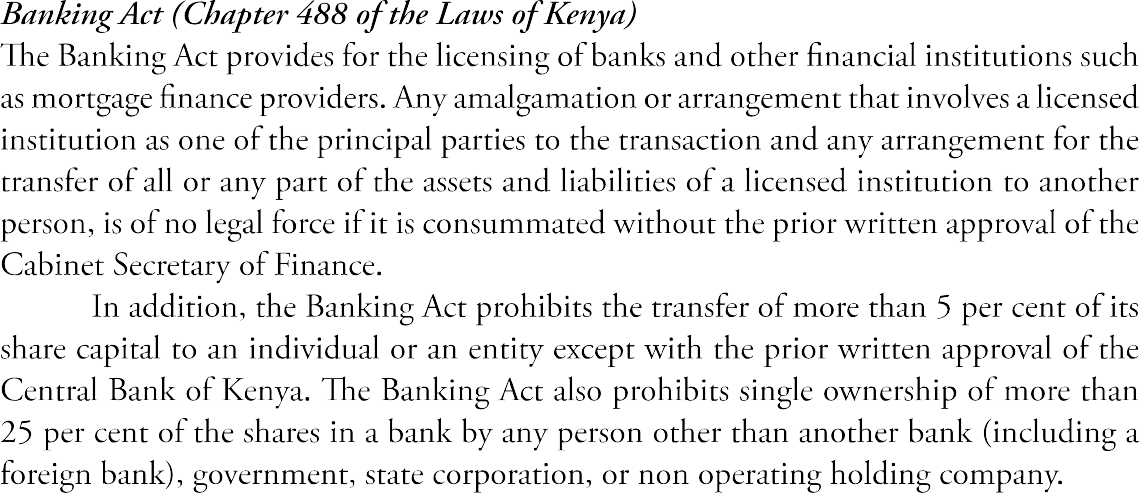 Banking Act (Chapter 488 of the Laws of Kenya)
The Banking Act provides for the licensing of banks and other financial institutions such
as mortgage finance providers. Any amalgamation or arrangement that involves a licensed
institution as one of the principal parties to the transaction and any arrangement for the
transfer of all or any part of the assets and liabilities of a licensed institution to another
person, is of no legal force if it is consummated without the prior written approval of the
Cabinet Secretary of Finance.
In addition, the Banking Act prohibits the transfer of more than 5 per cent of its
share capital to an individual or an entity except with the prior written approval of the
Central Bank of Kenya. The Banking Act also prohibits single ownership of more than
25 per cent of the shares in a bank by any person other than another bank (including a
foreign bank), government, state corporation, or non operating holding company.